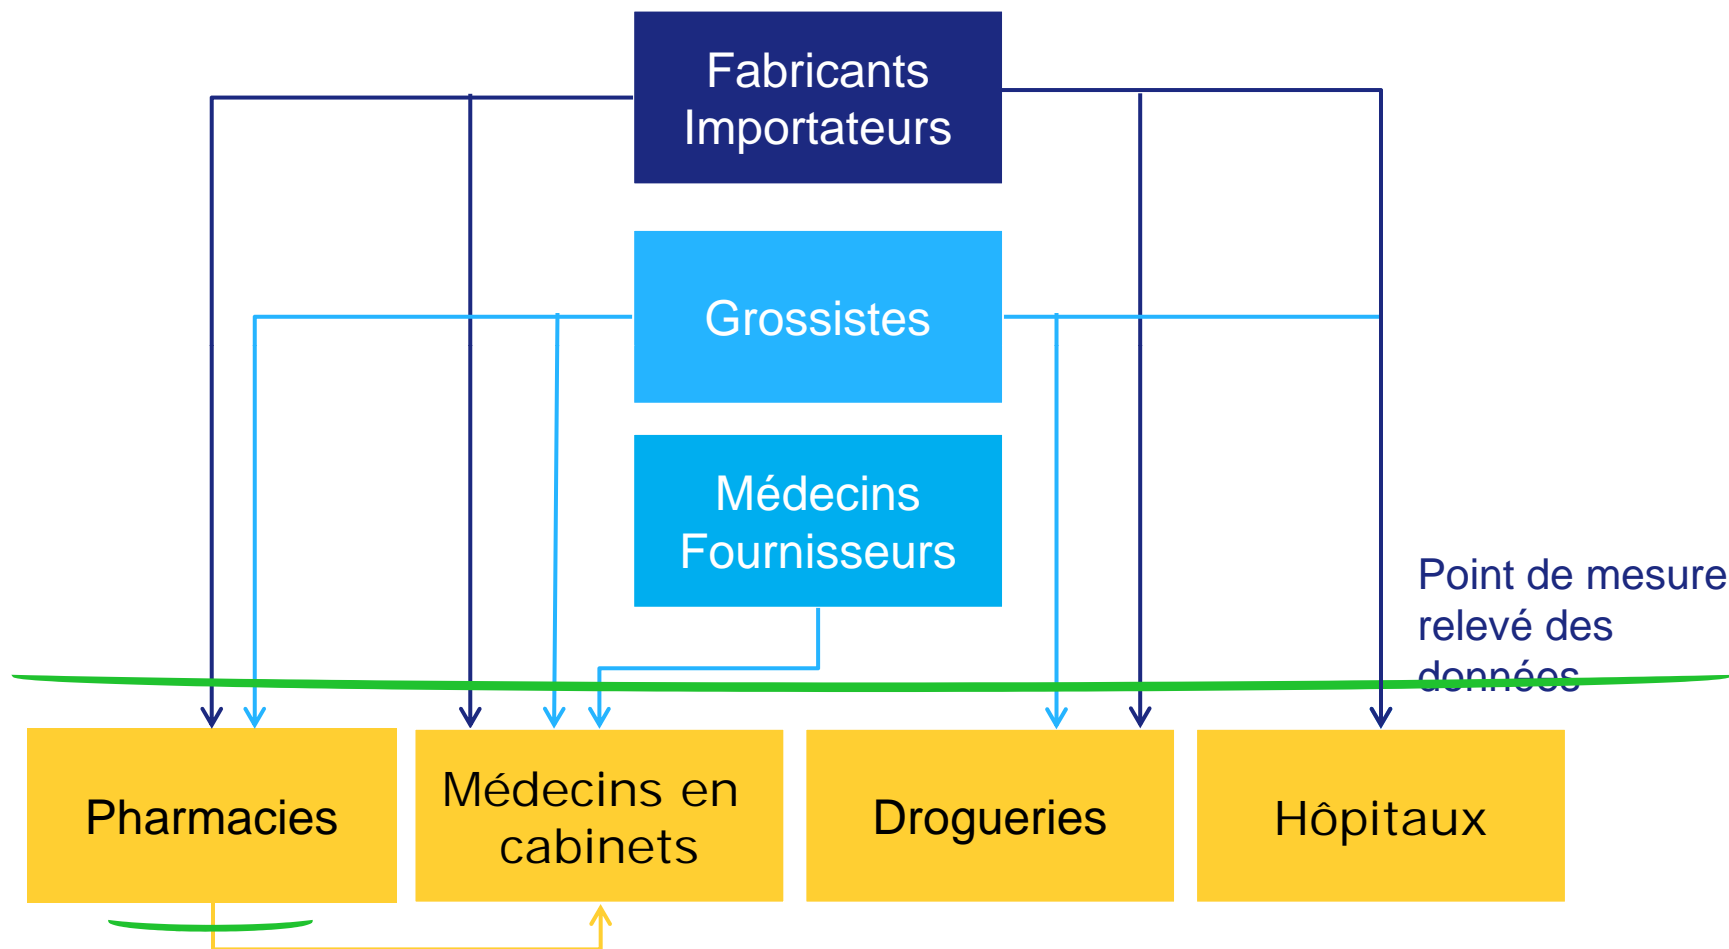 Fabricants
Importateurs
Grossistes
Médecins
Fournisseurs
Point de mesure
relevé des
données
Pharmacies
Médecins en
cabinets
Drogueries
Hôpitaux